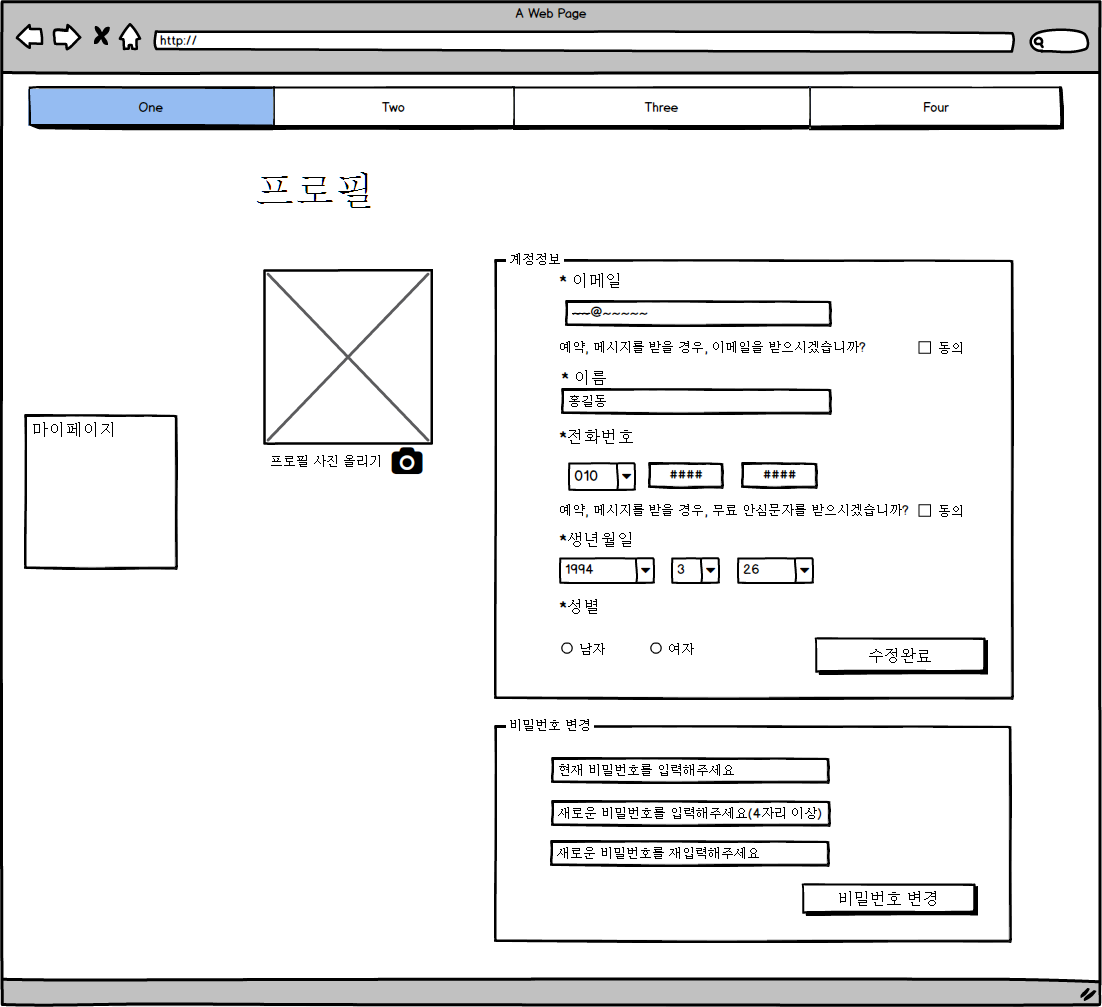 A Web Page
http://
One Two Three Four
프로필
계정정보
* 이메일
~~@~~~~~
예약, 메시지를 받을 경우, 이메일을 받으시겠습니까? 동의
* 이름
홍길동
*전화번호
010 #### ####
예약, 메시지를 받을 경우, 무료 안심문자를 받으시겠습니까? 동의
*생년월일
1994 3 26
*성별
남자 여자
수정완료
프로필 사진 올리기
마이페이지
비밀번호 변경
현재 비밀번호를 입력해주세요
새로운 비밀번호를 입력해주세요(4자리 이상)
새로운 비밀번호를 재입력해주세요
비밀번호 변경